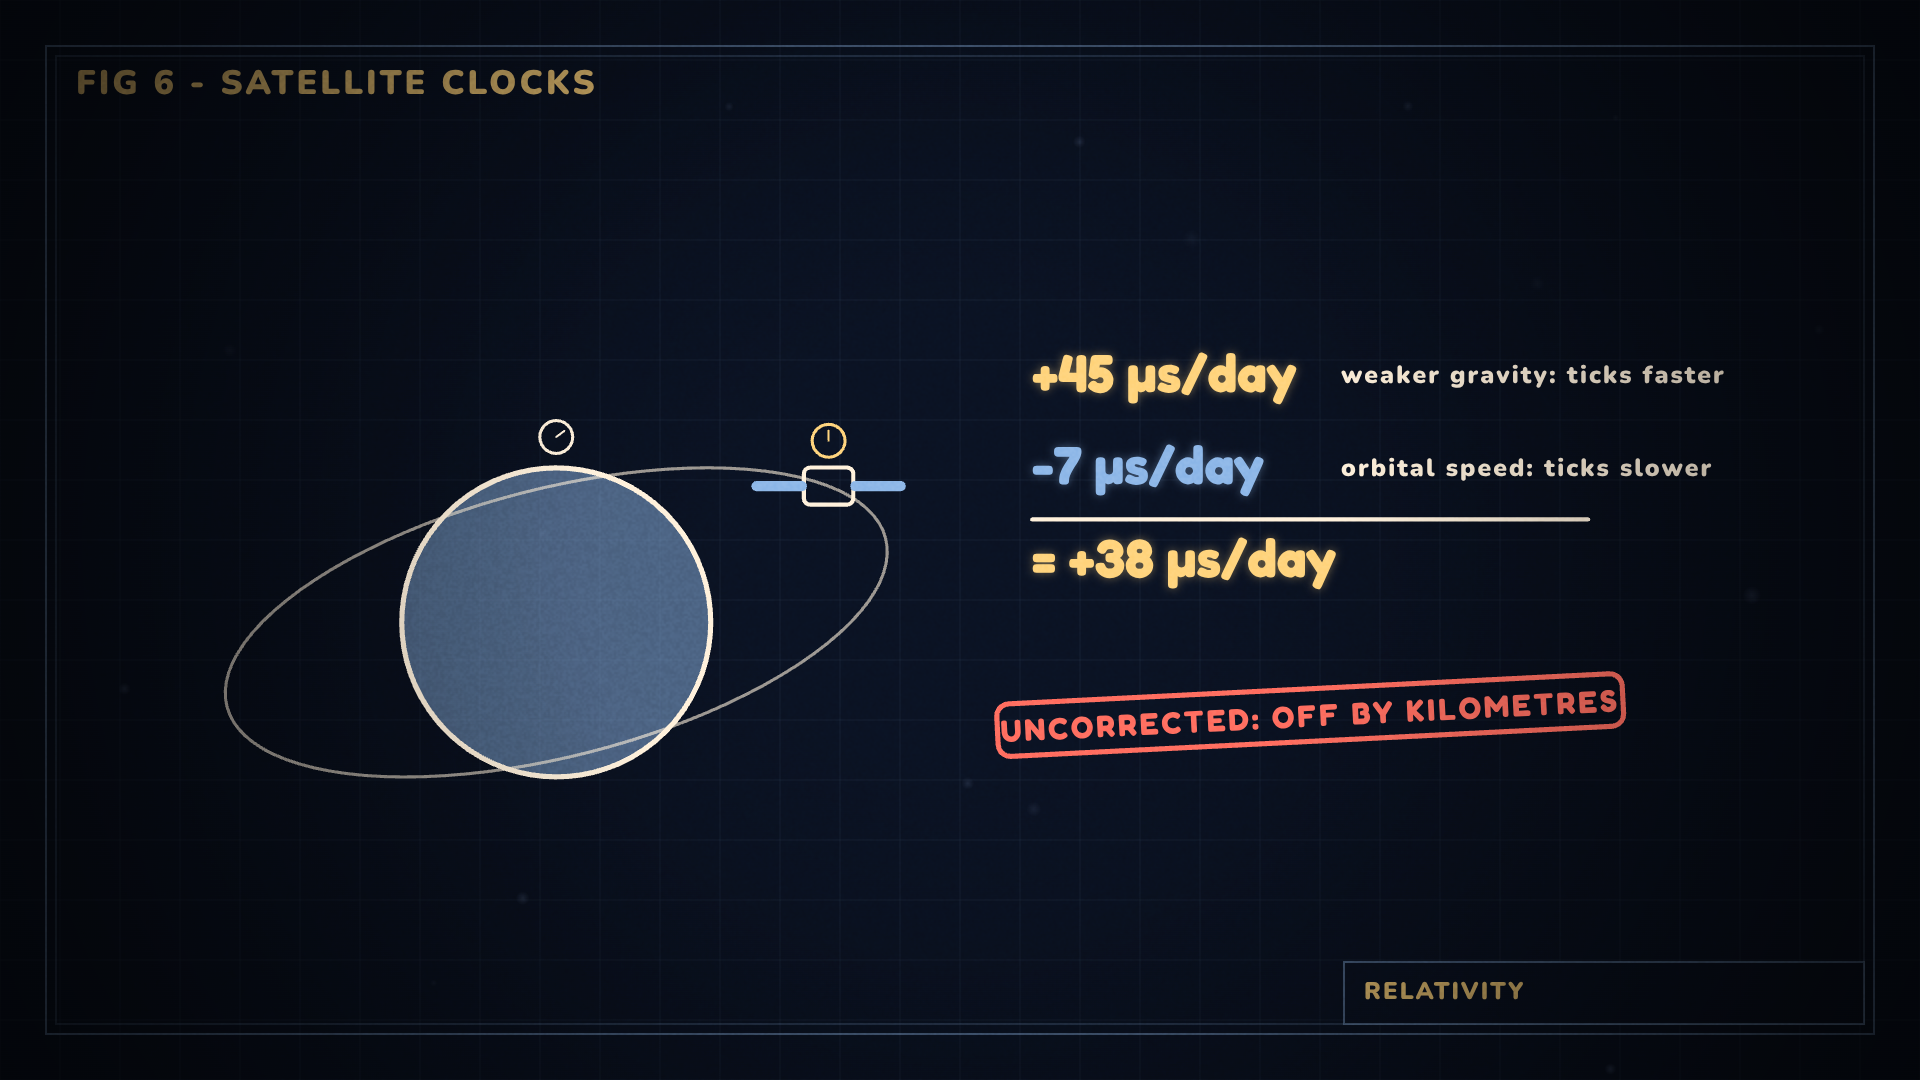 FIG 6 - SATELLITE CLOCKS
+45 µs/day weaker gravity: ticks faster
-7 µs/day orbital speed: ticks slower
= +38 µs/day
UNCORRECTED: OFF BY KILOMETRES
RELATIVITY